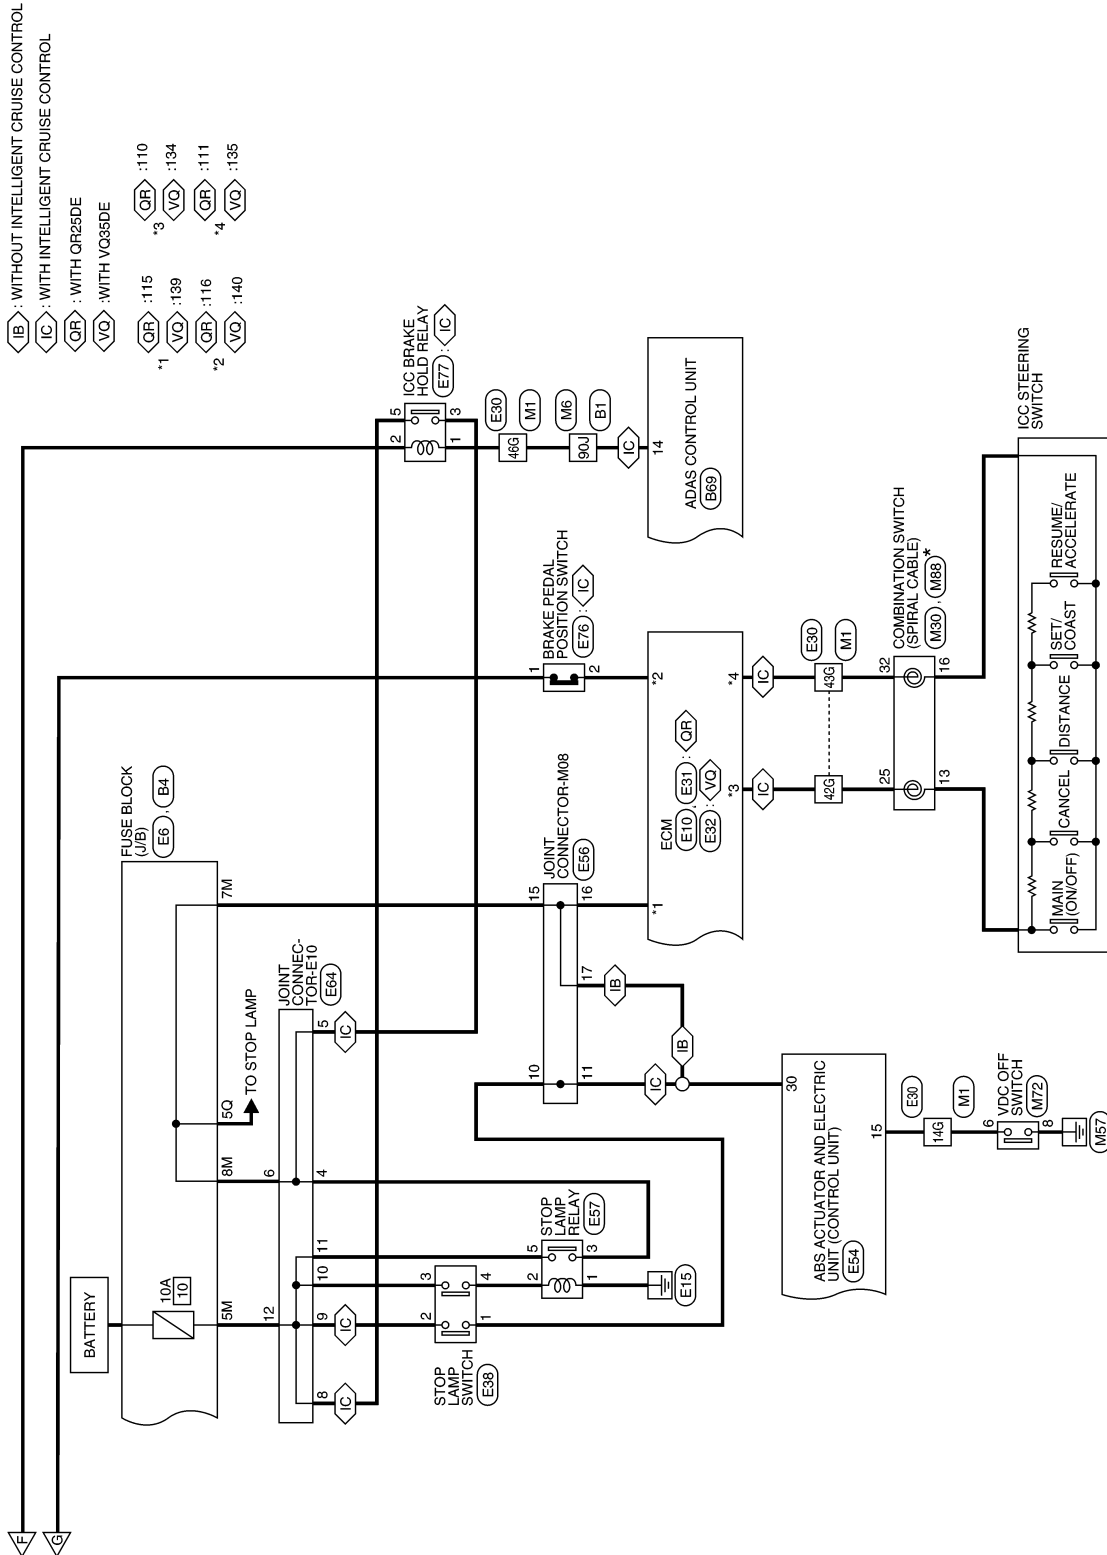 IB : WITHOUT INTELLIGENT CRUISE CONTROL
IC : WITH INTELLIGENT CRUISE CONTROL
QR : WITH QR25DE
VQ :WITH VQ35DE
*1 QR :115
VQ :139
*2 QR :116
VQ :140
*3 QR :110
VQ :134
*4 QR :111
VQ :135
F
G
BATTERY
10A
10
FUSE BLOCK
(J/B)
E6 , B4
5M
8M
5Q
TO STOP LAMP
7M
JOINT
CONNEC-
TOR-E10
E64
12
6
8
9
10
11
4
5
IC
IC
IC
STOP
LAMP
SWITCH
E38
2
3
1
4
STOP
LAMP
RELAY
E57
2
5
1
3
E15
ICC BRAKE
HOLD RELAY
E77 : IC
2
5
1
3
46G
E30
M1
90J
M6
B1
IC
14
ADAS CONTROL UNIT
B69
BRAKE PEDAL
POSITION SWITCH
E76 : IC
1
2
JOINT
CONNECTOR-M08
E56
10
15
11
17
16
IC
IB
IB
*1
*2
ECM
E10 , E31 : QR
E32 : VQ
*3
*4
IC
IC
42G
43G
E30
M1
COMBINATION SWITCH
(SPIRAL CABLE)
M30 , M88 *
25
32
13
16
ICC STEERING
SWITCH
MAIN
(ON/OFF)
CANCEL
DISTANCE
SET/
COAST
RESUME/
ACCELERATE
30
ABS ACTUATOR AND ELECTRIC
UNIT (CONTROL UNIT)
E54
15
14G
E30
M1
VDC OFF
SWITCH
M72
6
8
M57